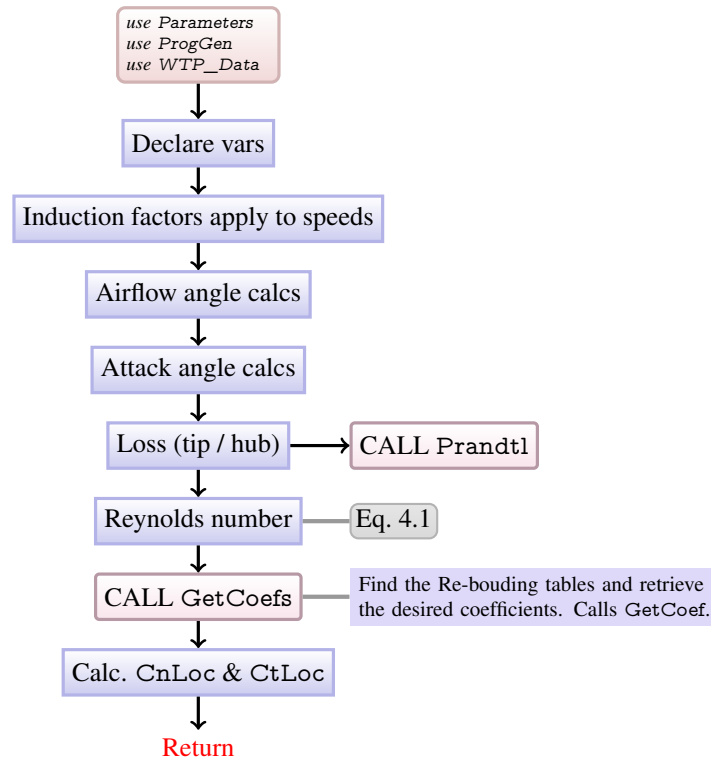 use Parameters
use ProgGen
use WTP_Data
Declare vars
Induction factors apply to speeds
Airflow angle calcs
Attack angle calcs
Loss (tip / hub)
CALL Prandtl
Reynolds number
Eq. 4.1
CALL GetCoefs
Find the Re-bouding tables and retrieve
the desired coefficients. Calls GetCoef.
Calc. CnLoc & CtLoc
Return